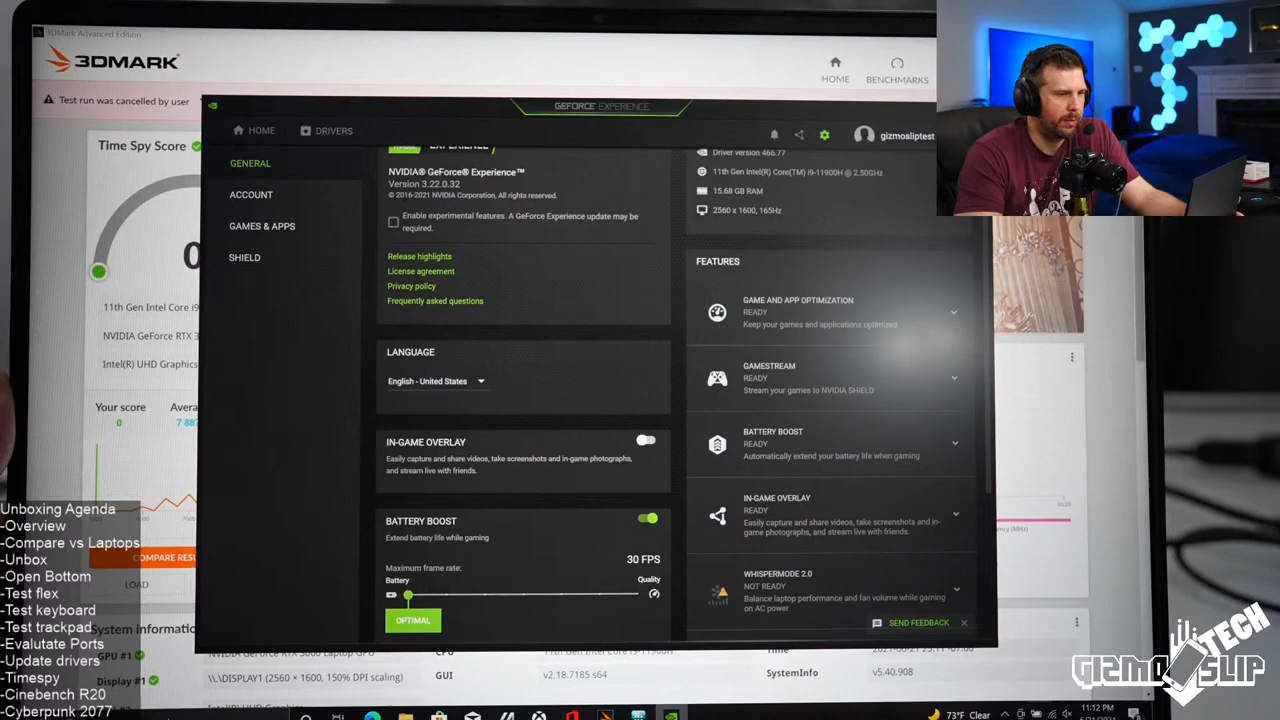 3DMark Advanced Edition
3DMARK
HOME
BENCHMARKS
Test run was cancelled by user
GEFORCE EXPERIENCE
HOME
DRIVERS
gizmosliptest
Time Spy Score
0
11th Gen Intel Core i9
NVIDIA GeForce RTX 3
Intel(R) UHD Graphics
Your score
Avera
0
7 887
COMPARE RESU
LOAD
System informatio
GPU #1
Display #1
GENERAL
ACCOUNT
GAMES & APPS
SHIELD
EXPERIENCE
NVIDIA® GeForce® Experience™
Version 3.22.0.32
© 2016-2021 NVIDIA Corporation, All rights reserved.
Enable experimental features. A GeForce Experience update may be
required.
Release highlights
License agreement
Privacy policy
Frequently asked questions
LANGUAGE
English - United States
IN-GAME OVERLAY
Easily capture and share videos, take screenshots and in-game photographs,
and stream live with friends.
BATTERY BOOST
Extend battery life while gaming
30 FPS
Maximum frame rate:
Battery
Quality
OPTIMAL
Driver version 466.77
11th Gen Intel(R) Core(TM) i9-11900H @ 2.50GHz
15.68 GB RAM
2560 x 1600, 165Hz
FEATURES
GAME AND APP OPTIMIZATION
READY
Keep your games and applications optimized
GAMESTREAM
READY
Stream your games to NVIDIA SHIELD
BATTERY BOOST
READY
Automatically extend your battery life when gaming
IN-GAME OVERLAY
READY
Easily capture and share videos, take screenshots and in-
game photographs, and stream live with friends.
WHISPERMODE 2.0
NOT READY
Balance laptop performance and fan volume while gaming
on AC power
SEND FEEDBACK
\\.\DISPLAY1 (2560 × 1600, 150% DPI scaling)
CPU
GUI
v2.18.7185 s64
Time
SystemInfo
v5.40.908
73°F Clear
11:12 PM
Unboxing Agenda
-Overview
-Compare vs Laptops
-Unbox
-Open Bottom
-Test flex
-Test keyboard
-Test trackpad
-Evalutate Ports
-Update drivers
-Timespy
-Cinebench R20
-Cyberpunk 2077
GIZMO SLIP
TECH